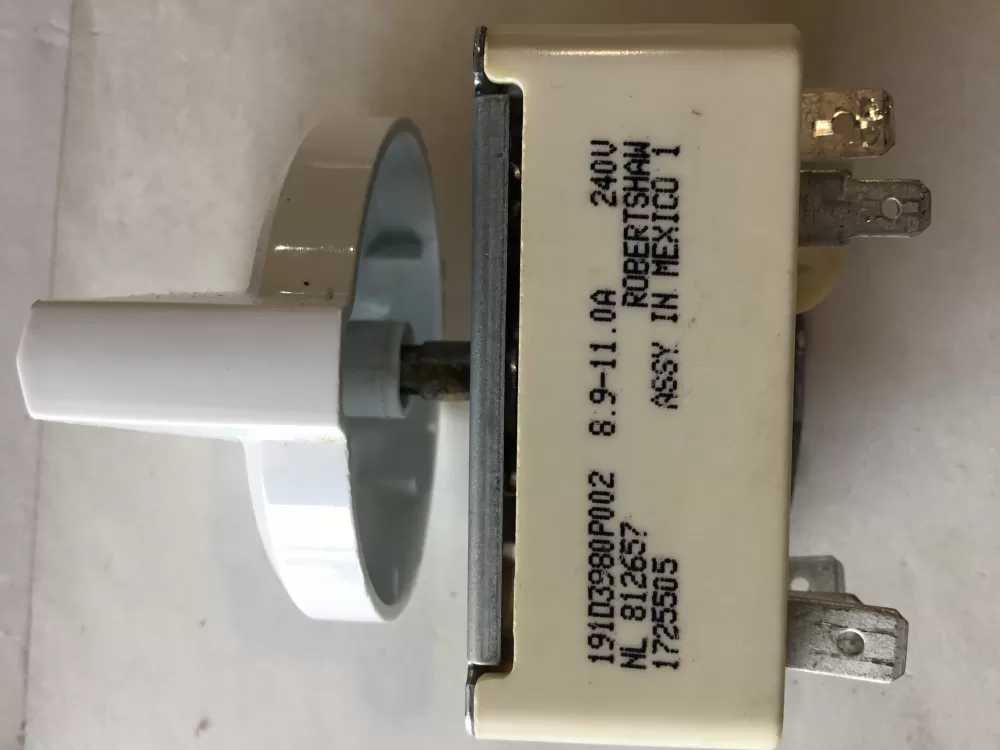 191D3980P002 8.9-11.0A 240V
NL 812657 ROBERTSHAW
1725505 ASSY IN MEXICO 1